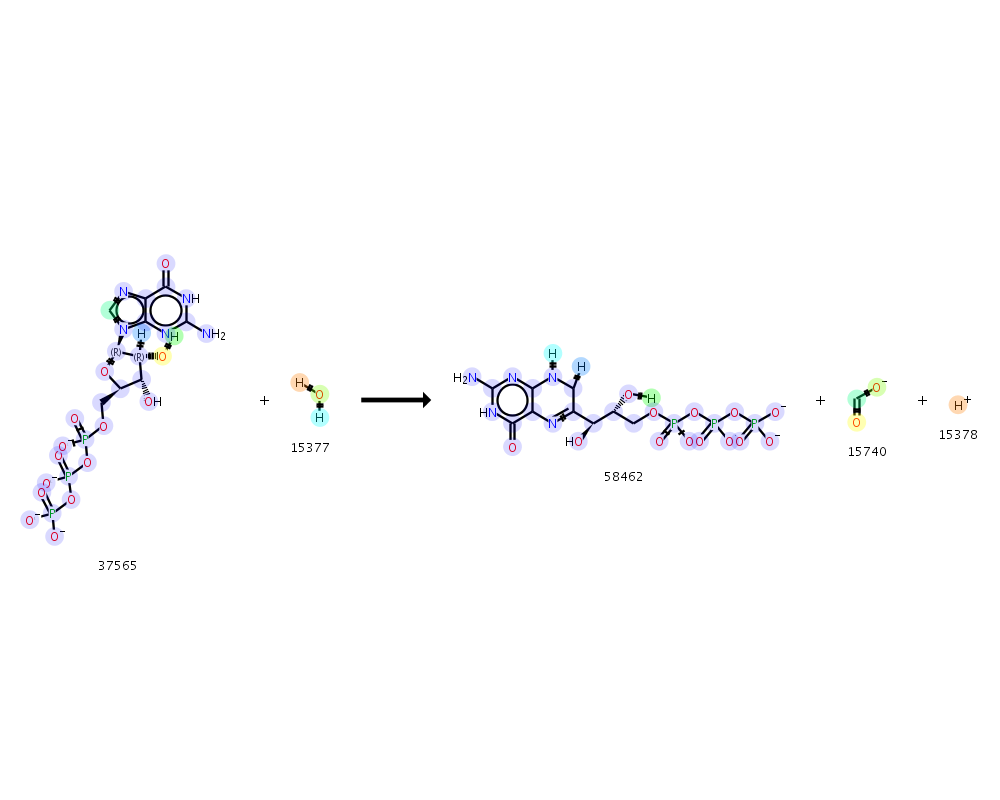 O
N
NH
N
H
N
H
NH₂
(R)
(R)
O
O
OH
O
O
O⁻
P
O
O
O⁻
P
O
O
O⁻
P
O⁻
37565
+
H
O
H
15377
H
H
H₂N
N
N
HN
N
O
HO
O
H
O
P
O
O
O
P
O
O
O
P
O
O⁻
O⁻
58462
+
O⁻
O
15740
+
H⁺
15378